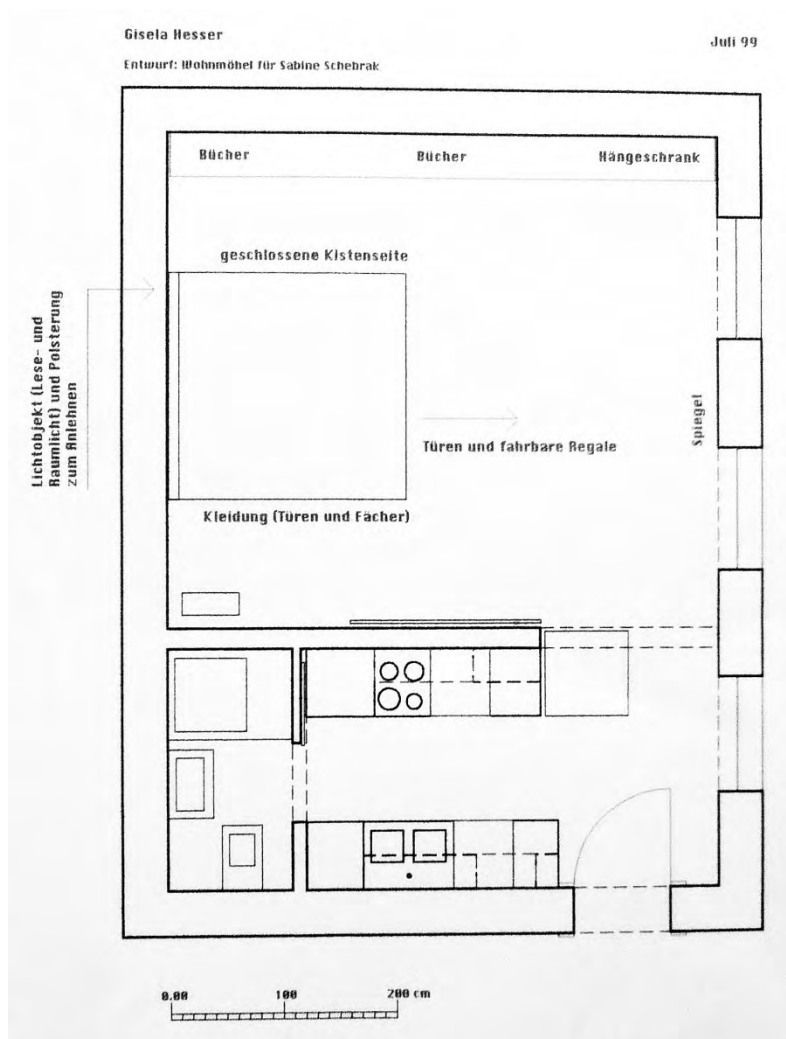 Gisela Hesser
Juli 99
Entwurf: Wohnmöbel für Sabine Schebrak
Bücher
Bücher
Hängeschrank
geschlossene Kistenseite
Lichtobjekt (Lese- und
Raumlicht) und Polsterung
zum Anlehnen
Türen und fahrbare Regale
Spiegel
Kleidung (Türen und Fächer)
0.00
100
200 cm